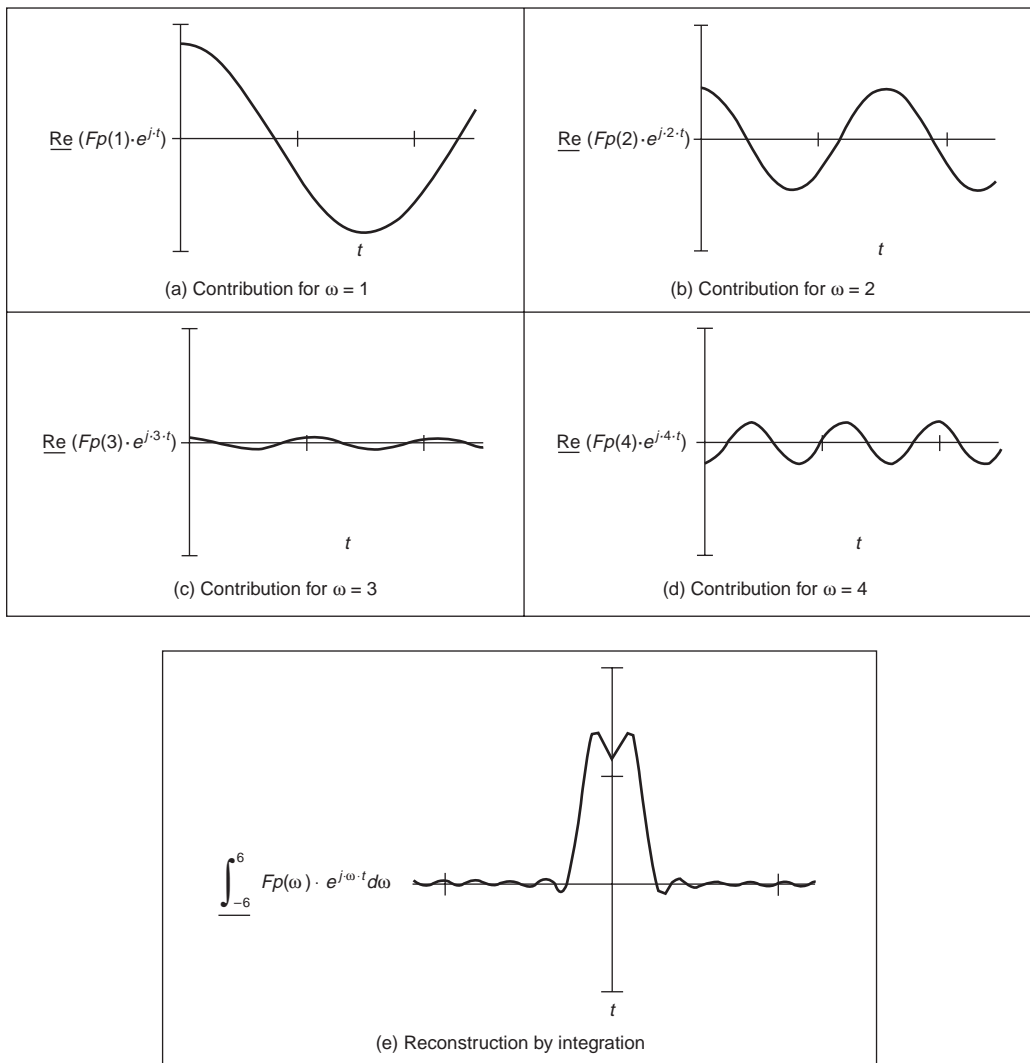 Re (Fp(1)·e^{j·t})
t
(a) Contribution for ω = 1
Re (Fp(2)·e^{j·2·t})
t
(b) Contribution for ω = 2
Re (Fp(3)·e^{j·3·t})
t
(c) Contribution for ω = 3
Re (Fp(4)·e^{j·4·t})
t
(d) Contribution for ω = 4
∫_{−6}^{6} Fp(ω) · e^{j·ω·t}dω
t
(e) Reconstruction by integration